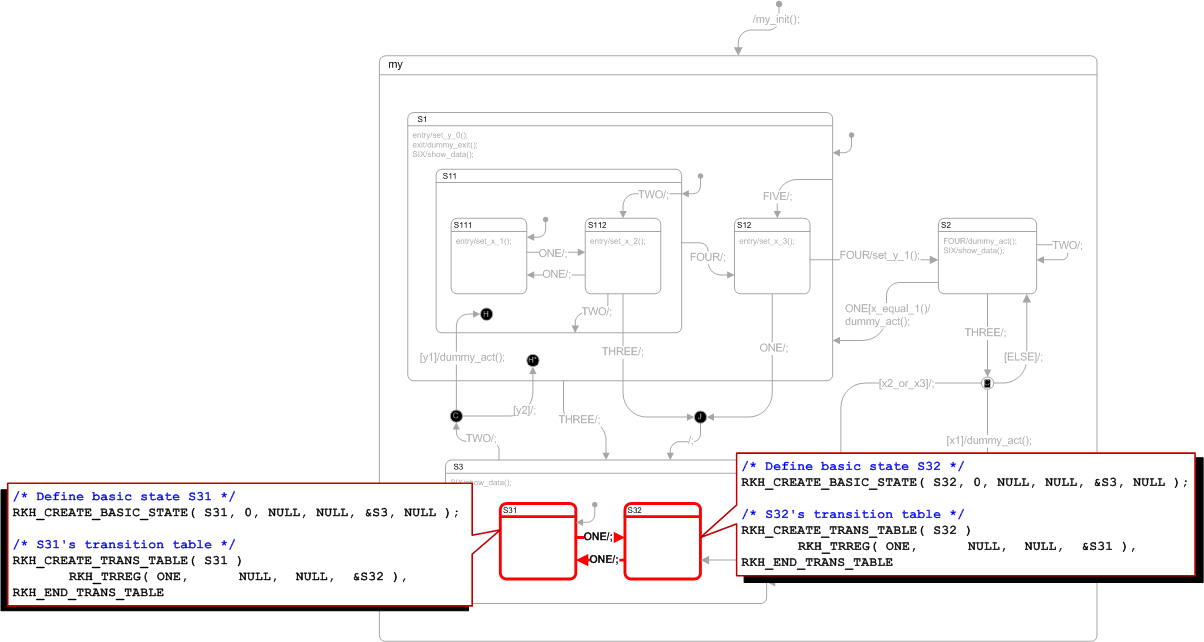 /my_init();
my
S1
entry/set_y_0();
exit/dummy_exit();
SIX/show_data();
S11
TWO/;
FIVE/;
S111
entry/set_x_1();
S112
entry/set_x_2();
S12
entry/set_x_3();
S2
FOUR/dummy_act();
SIX/show_data();
TWO/;
ONE/;
ONE/;
FOUR/;
FOUR/set_y_1();
TWO/;
H
ONE[x_equal_1()/
dummy_act();
THREE/;
THREE/;
ONE/;
[y1]/dummy_act();
H*
[ELSE]/;
[x2_or_x3]/;
[y2]/;
C
THREE/;
J
TWO/;
/;
[x1]/dummy_act();
S3
show_data();
/* Define basic state S31 */
RKH_CREATE_BASIC_STATE( S31, 0, NULL, NULL, &S3, NULL );
/* S31's transition table */
RKH_CREATE_TRANS_TABLE( S31 )
RKH_TRREG( ONE, NULL, NULL, &S32 ),
RKH_END_TRANS_TABLE
S31
S32
ONE/;
ONE/;
/* Define basic state S32 */
RKH_CREATE_BASIC_STATE( S32, 0, NULL, NULL, &S3, NULL );
/* S32's transition table */
RKH_CREATE_TRANS_TABLE( S32 )
RKH_TRREG( ONE, NULL, NULL, &S31 ),
RKH_END_TRANS_TABLE